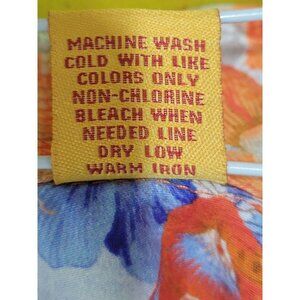 MACHINE WASH
COLD WITH LIKE
COLORS ONLY
NON-CHLORINE
BLEACH WHEN
NEEDED LINE
DRY LOW
WARM IRON